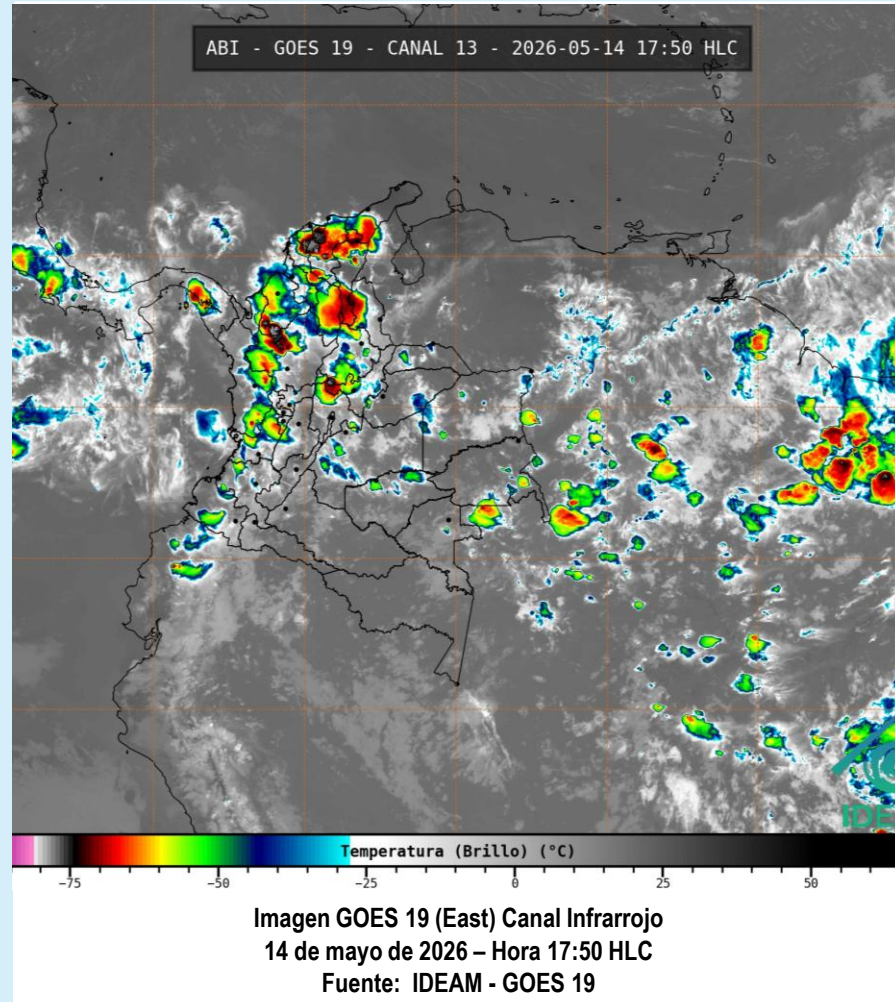 ABI - GOES 19 - CANAL 13 - 2026-05-14 17:50 HLC
Temperatura (Brillo) (°C)
−75 −50 −25 0 25 50
Imagen GOES 19 (East) Canal Infrarrojo
14 de mayo de 2026 – Hora 17:50 HLC
Fuente: IDEAM - GOES 19